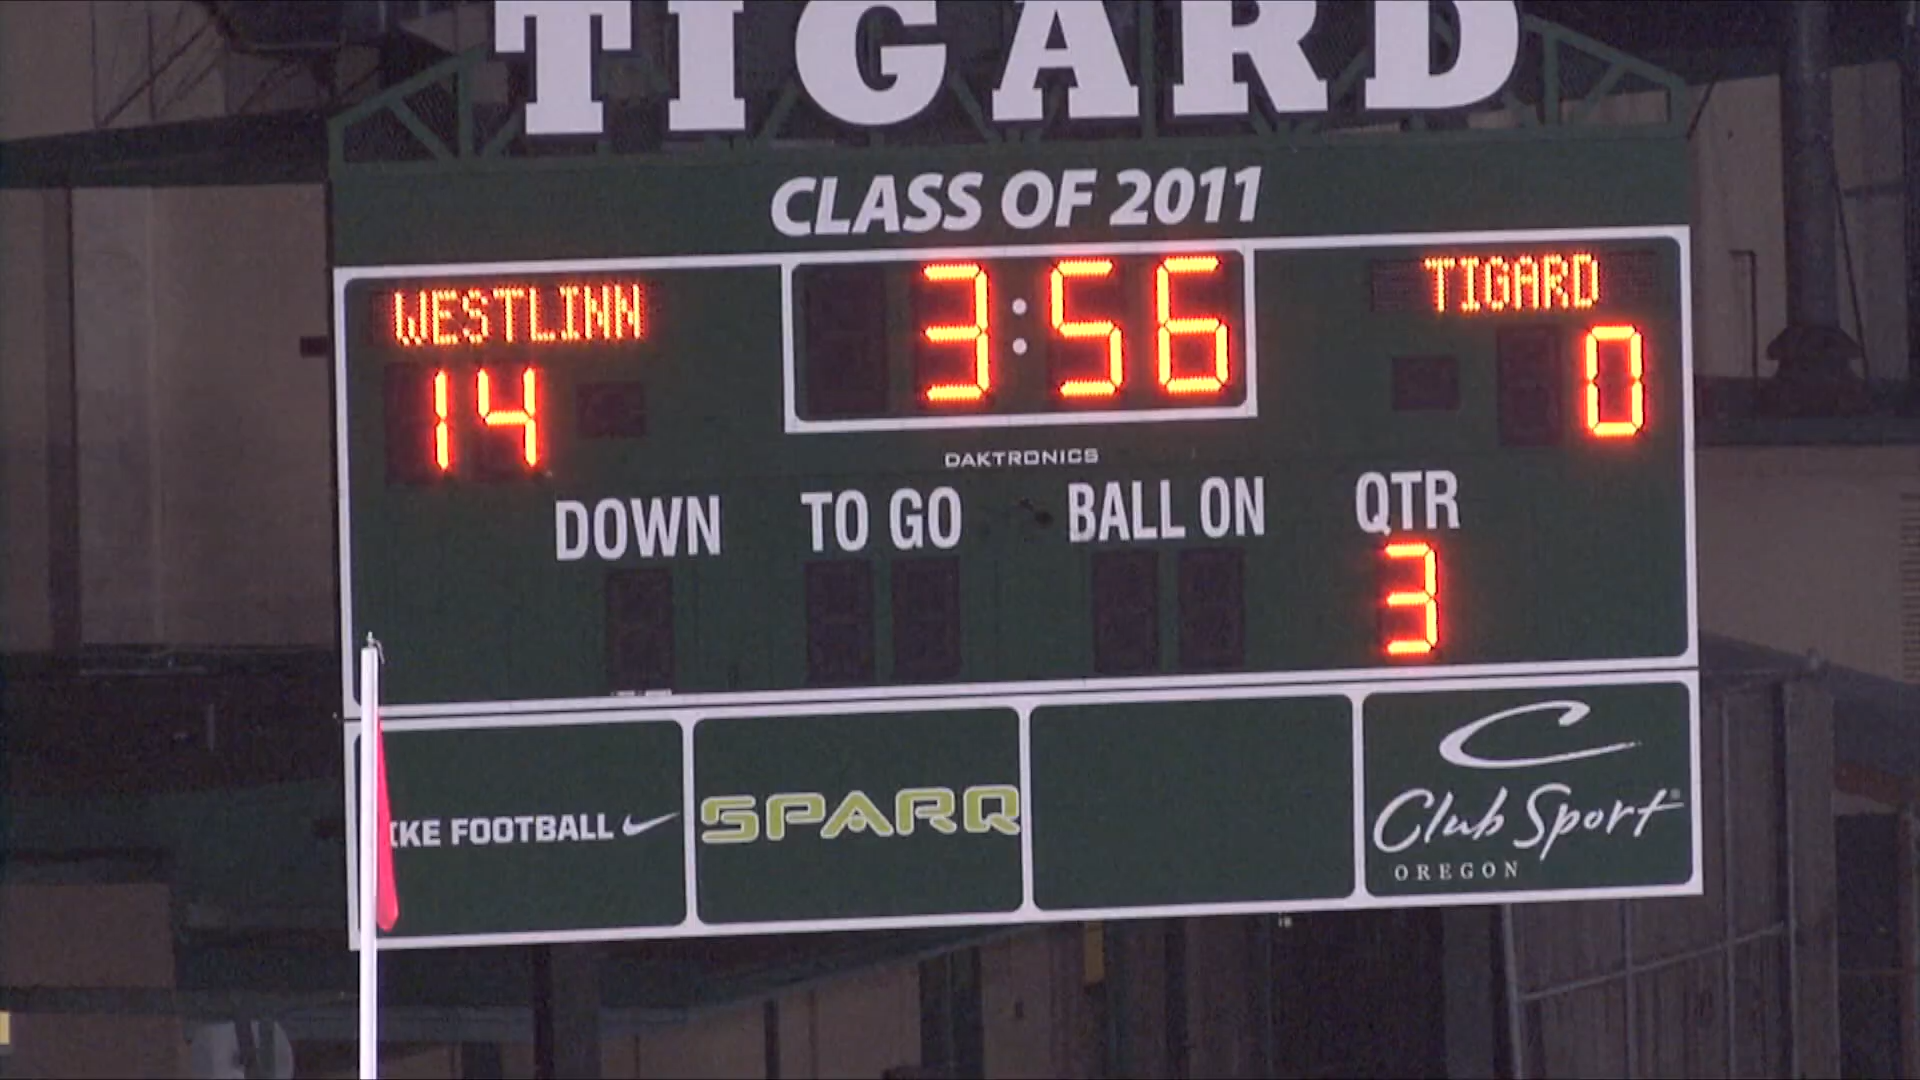 TIGARD
CLASS OF 2011
WESTLINN 3:56 TIGARD
14 0
DAKTRONICS
DOWN TO GO BALL ON QTR
3
KE FOOTBALL SPARQ Club Sport®
OREGON